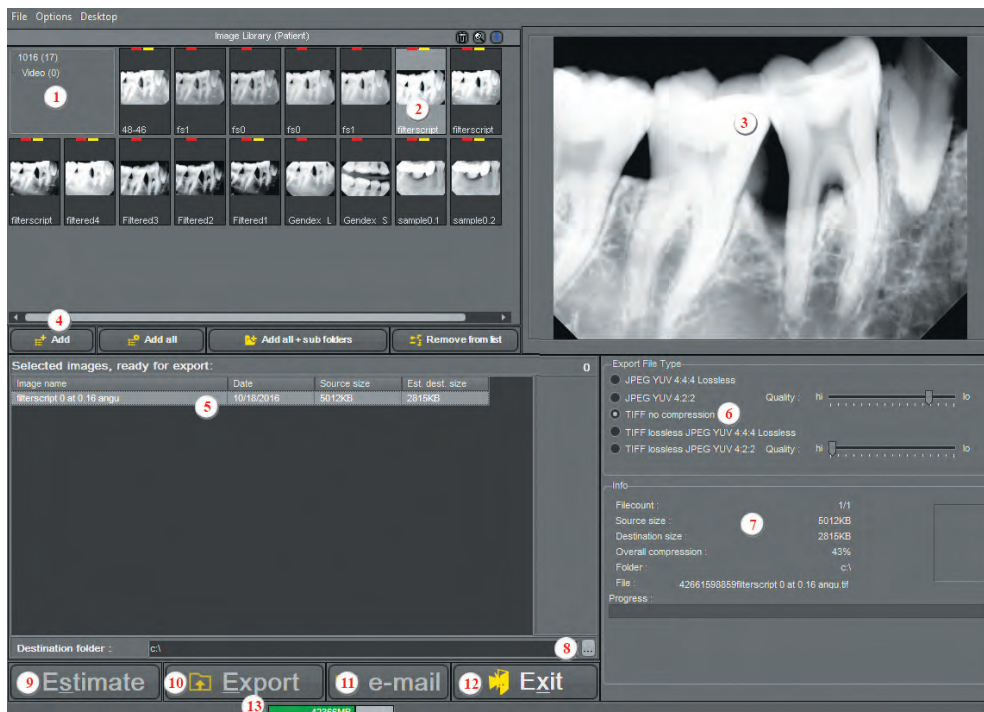 File Options Desktop
Image Library (Patient)
1016 (17)
Video (0)
1
2
48-46 fs1 fs0 fs0 fs1 filterscript filterscript
filterscript filtered4 Filtered3 Filtered2 Filtered1 Gendex L Gendex S sample0.1 sample0.2
3
4
Add Add all Add all + sub folders Remove from list
Selected images, ready for export: 0
Image name Date Source size Est. dest. size
filterscript 0 at 0.16 angu 10/18/2016 5012KB 2815KB
5
Export File Type
JPEG YUV 4:4:4 Lossless
JPEG YUV 4:2:2 Quality : hi lo
TIFF no compression 6
TIFF lossless JPEG YUV 4:4:4 Lossless
TIFF lossless JPEG YUV 4:2:2 Quality : hi lo
Info
Filecount : 1/1
Source size : 5012KB
7
Destination size : 2815KB
Overall compression : 43%
Folder : c:\
File : 42661598859filterscript 0 at 0.16 angu.tif
Progress :
Destination folder : c:\ 8 ...
9 Estimate 10 Export 11 e-mail 12 Exit
13 42366MB